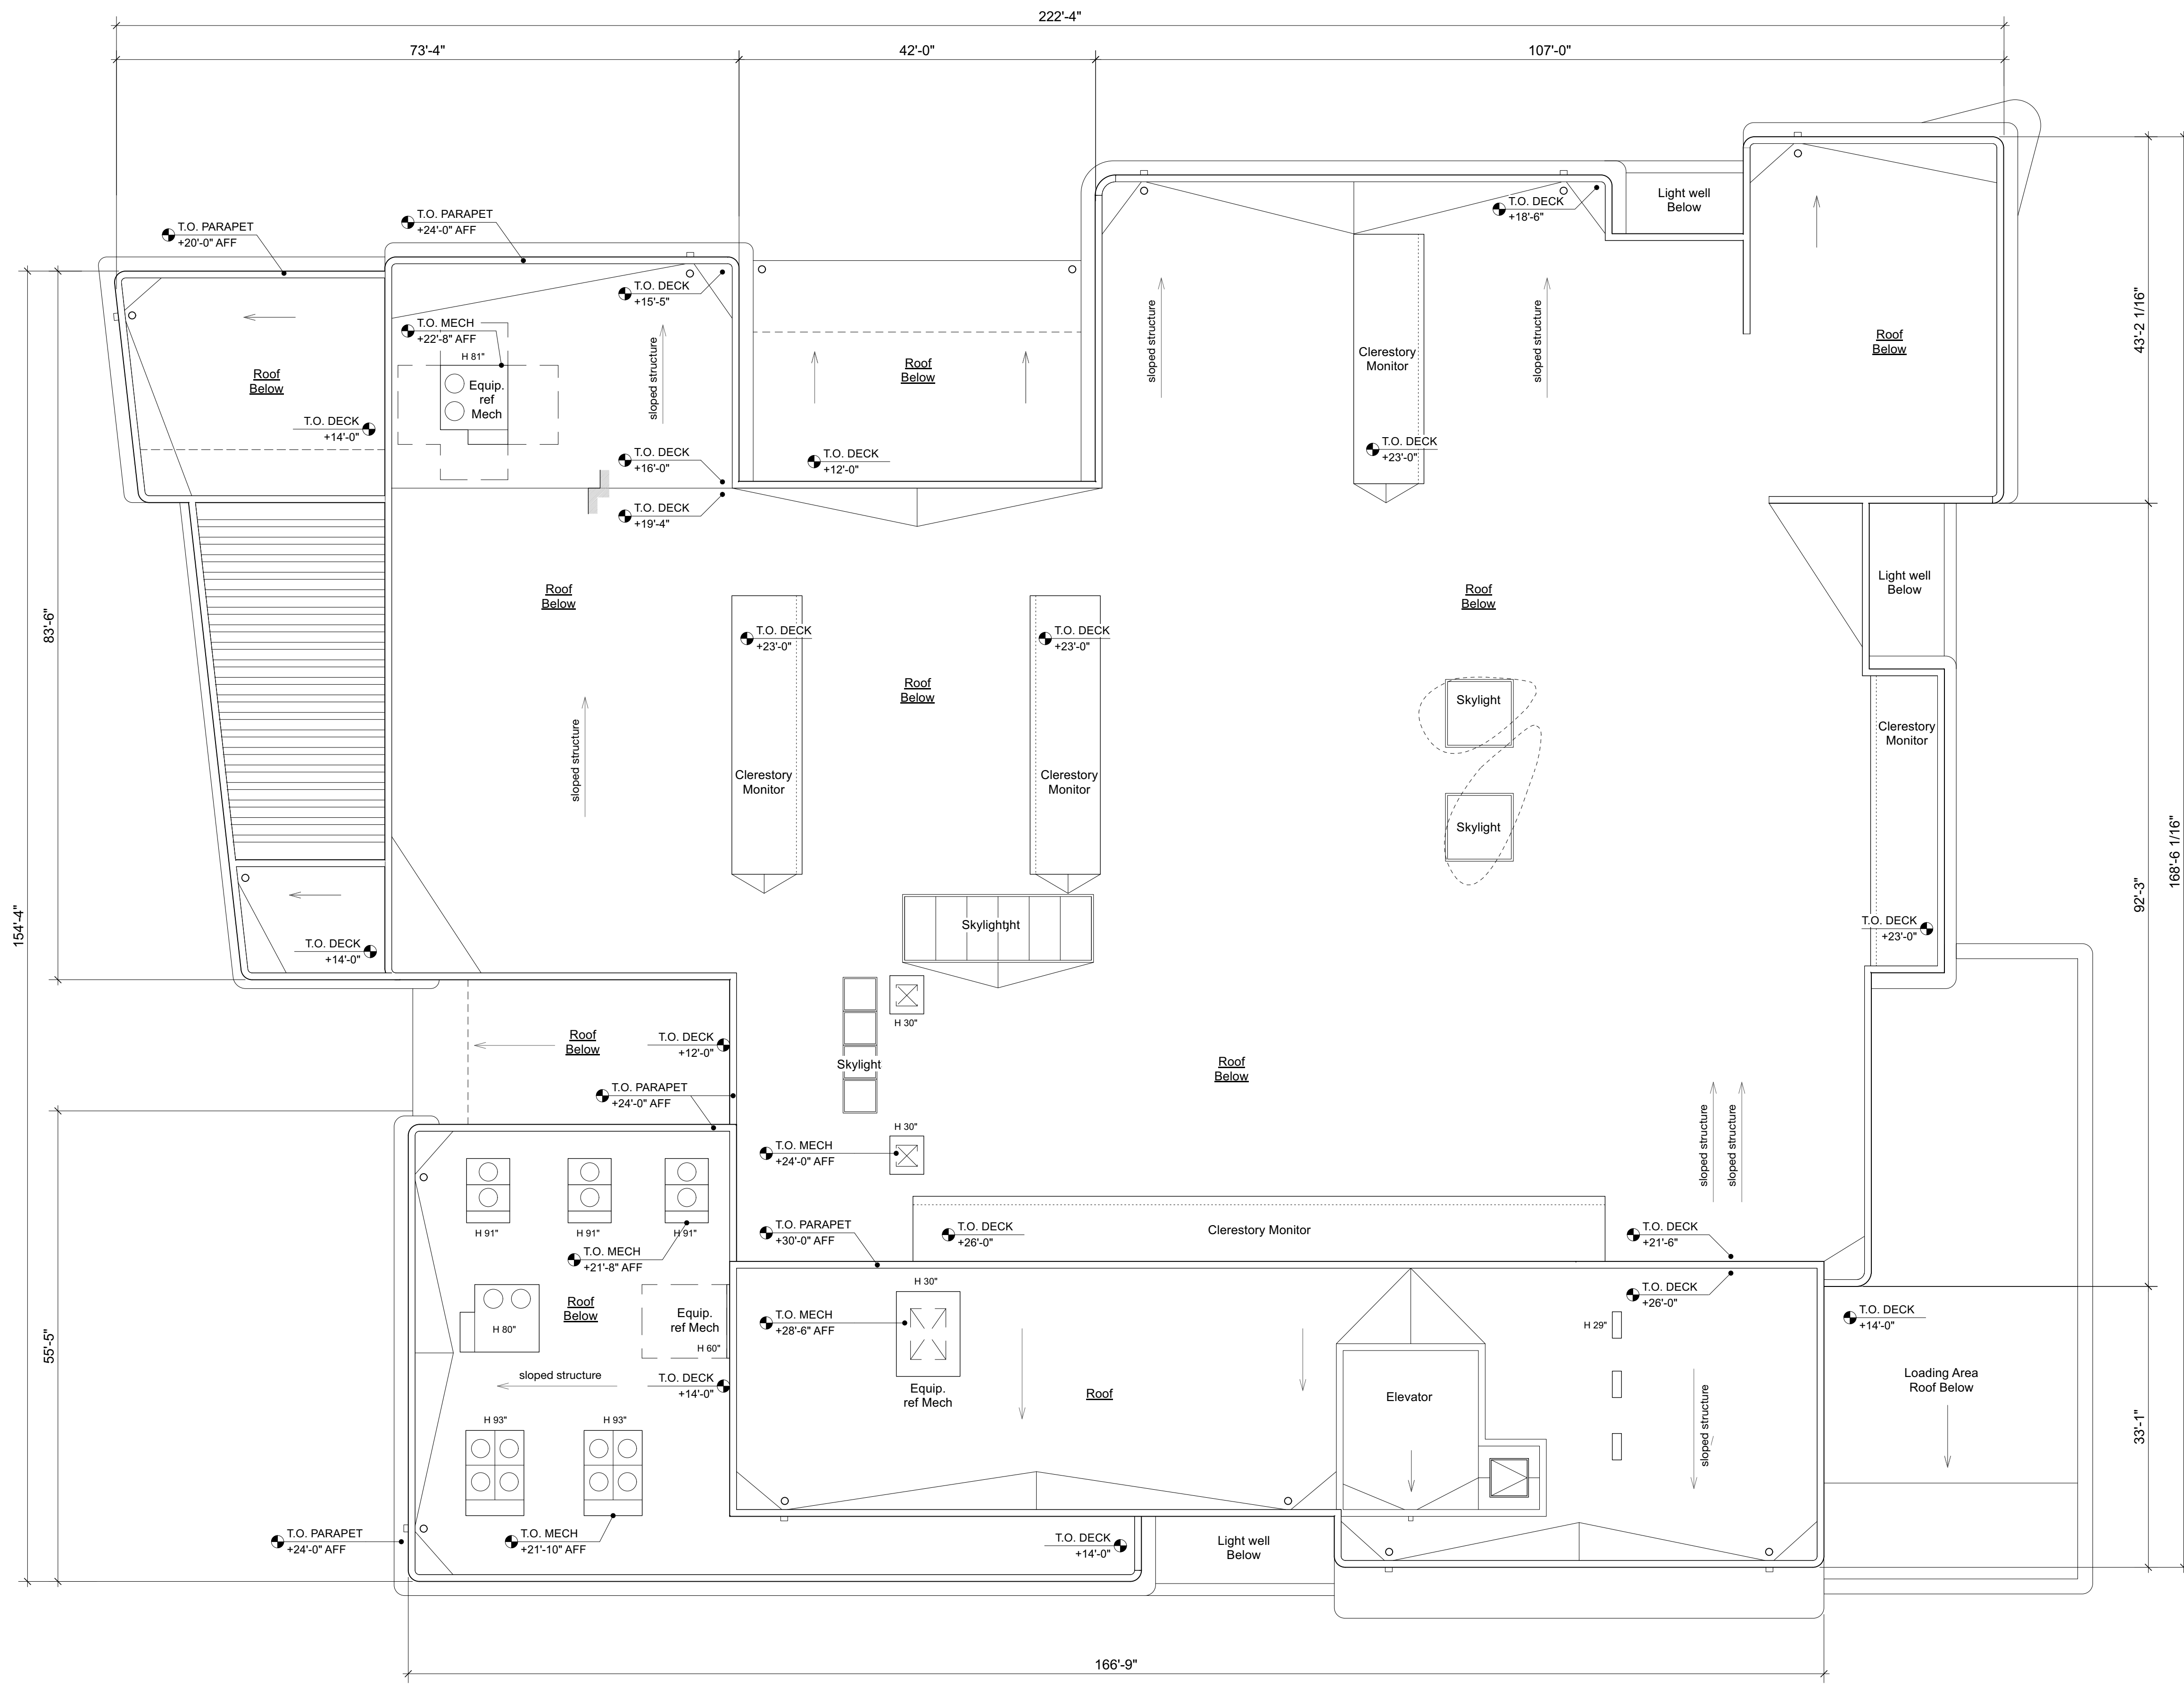 222'-4"
73'-4"
42'-0"
107'-0"
T.O. PARAPET
+20'-0" AFF
T.O. PARAPET
+24'-0" AFF
T.O. DECK
+18'-6"
Light well
Below
T.O. DECK
+15'-5"
T.O. MECH
+22'-8" AFF
H 81"
Equip.
ref
Mech
sloped structure
Roof
Below
T.O. DECK
+14'-0"
Roof
Below
sloped structure
Clerestory
Monitor
sloped structure
Roof
Below
43'-2 1/16"
T.O. DECK
+16'-0"
T.O. DECK
+12'-0"
T.O. DECK
+23'-0"
T.O. DECK
+19'-4"
83'-6"
Roof
Below
T.O. DECK
+23'-0"
T.O. DECK
+23'-0"
Roof
Below
Light well
Below
Roof
Below
Skylight
sloped structure
Clerestory
Monitor
Clerestory
Monitor
Skylight
Clerestory
Monitor
168'-6 1/16"
154'-4"
92'-3"
T.O. DECK
+14'-0"
Skylightht
T.O. DECK
+23'-0"
Roof
Below
T.O. DECK
+12'-0"
H 30"
Skylight
Roof
Below
T.O. PARAPET
+24'-0" AFF
H 30"
T.O. MECH
+24'-0" AFF
sloped structure
sloped structure
H 91"
H 91"
H 91"
T.O. MECH
+21'-8" AFF
T.O. PARAPET
+30'-0" AFF
T.O. DECK
+26'-0"
Clerestory Monitor
T.O. DECK
+21'-6"
55'-5"
H 80"
Roof
Below
Equip.
ref Mech
H 60"
T.O. MECH
+28'-6" AFF
H 30"
Equip.
ref Mech
T.O. DECK
+26'-0"
H 29"
T.O. DECK
+14'-0"
sloped structure
T.O. DECK
+14'-0"
Roof
Elevator
sloped structure
Loading Area
Roof Below
33'-1"
H 93"
H 93"
T.O. PARAPET
+24'-0" AFF
T.O. MECH
+21'-10" AFF
T.O. DECK
+14'-0"
Light well
Below
166'-9"